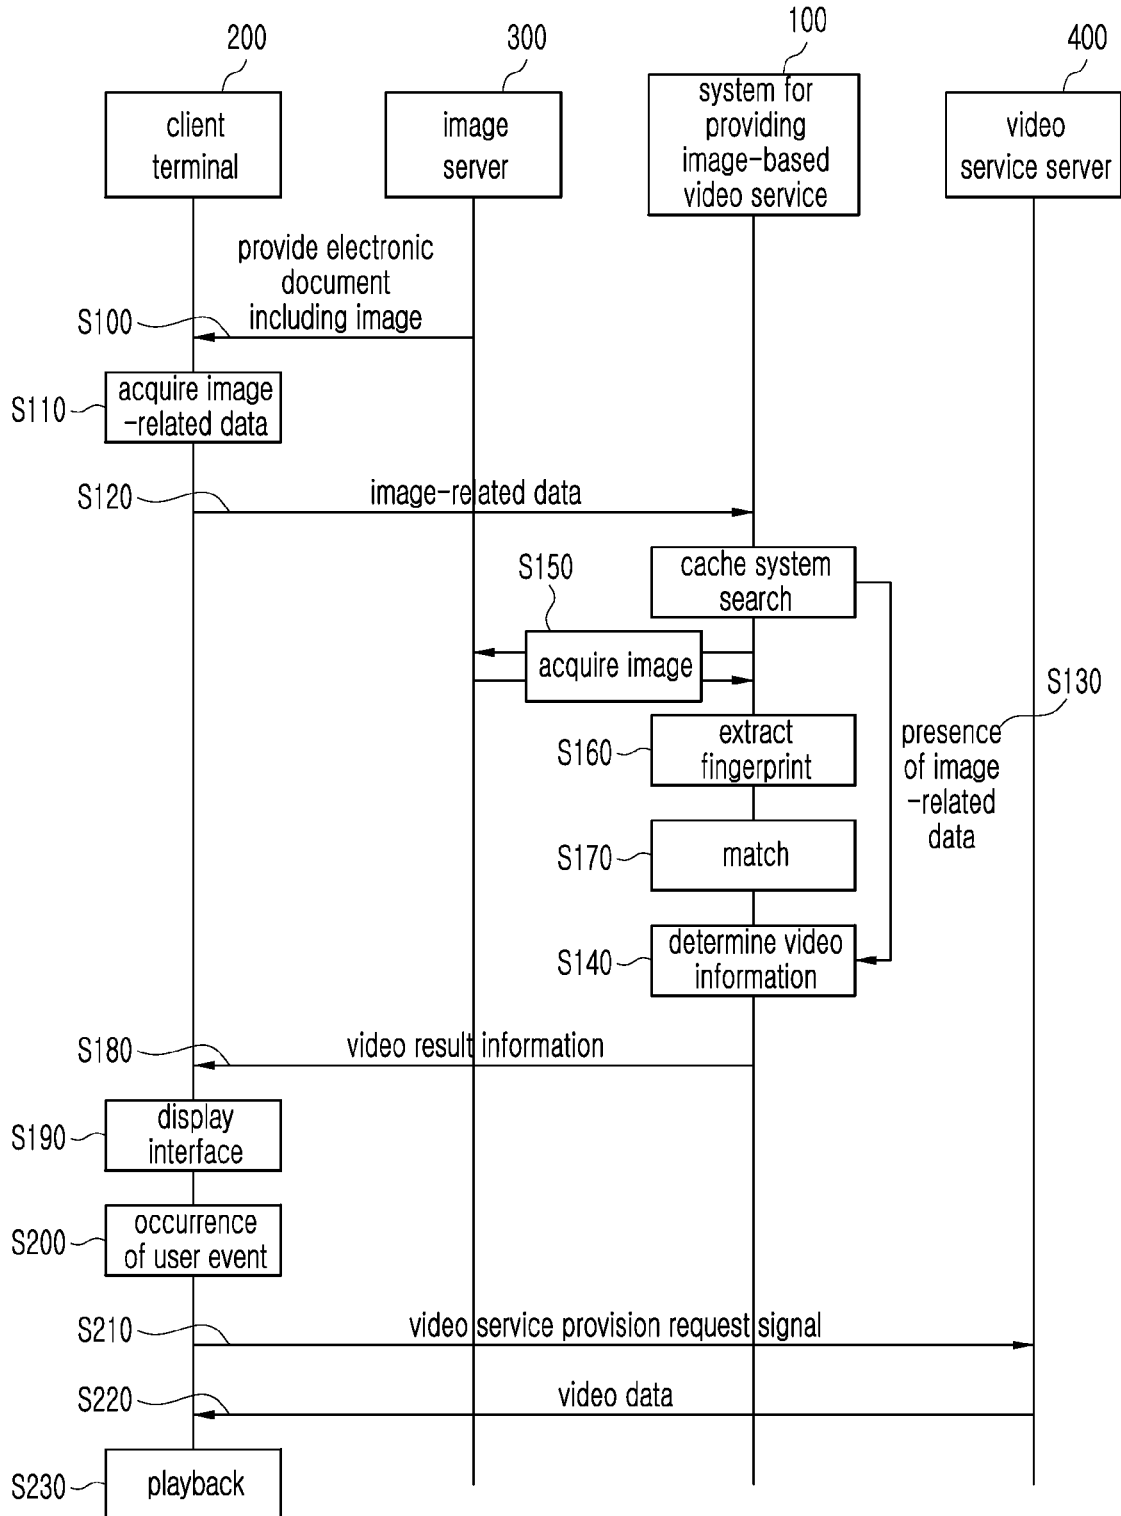 200
300
100
400
client
terminal
image
server
system for
providing
image-based
video service
video
service server
provide electronic
document
including image
S100
S110
acquire image
-related data
S120
image-related data
cache system
search
S150
acquire image
S130
presence
of image
-related
data
S160
extract
fingerprint
S170
match
S140
determine video
information
S180
video result information
S190
display
interface
S200
occurrence
of user event
S210
video service provision request signal
S220
video data
S230
playback